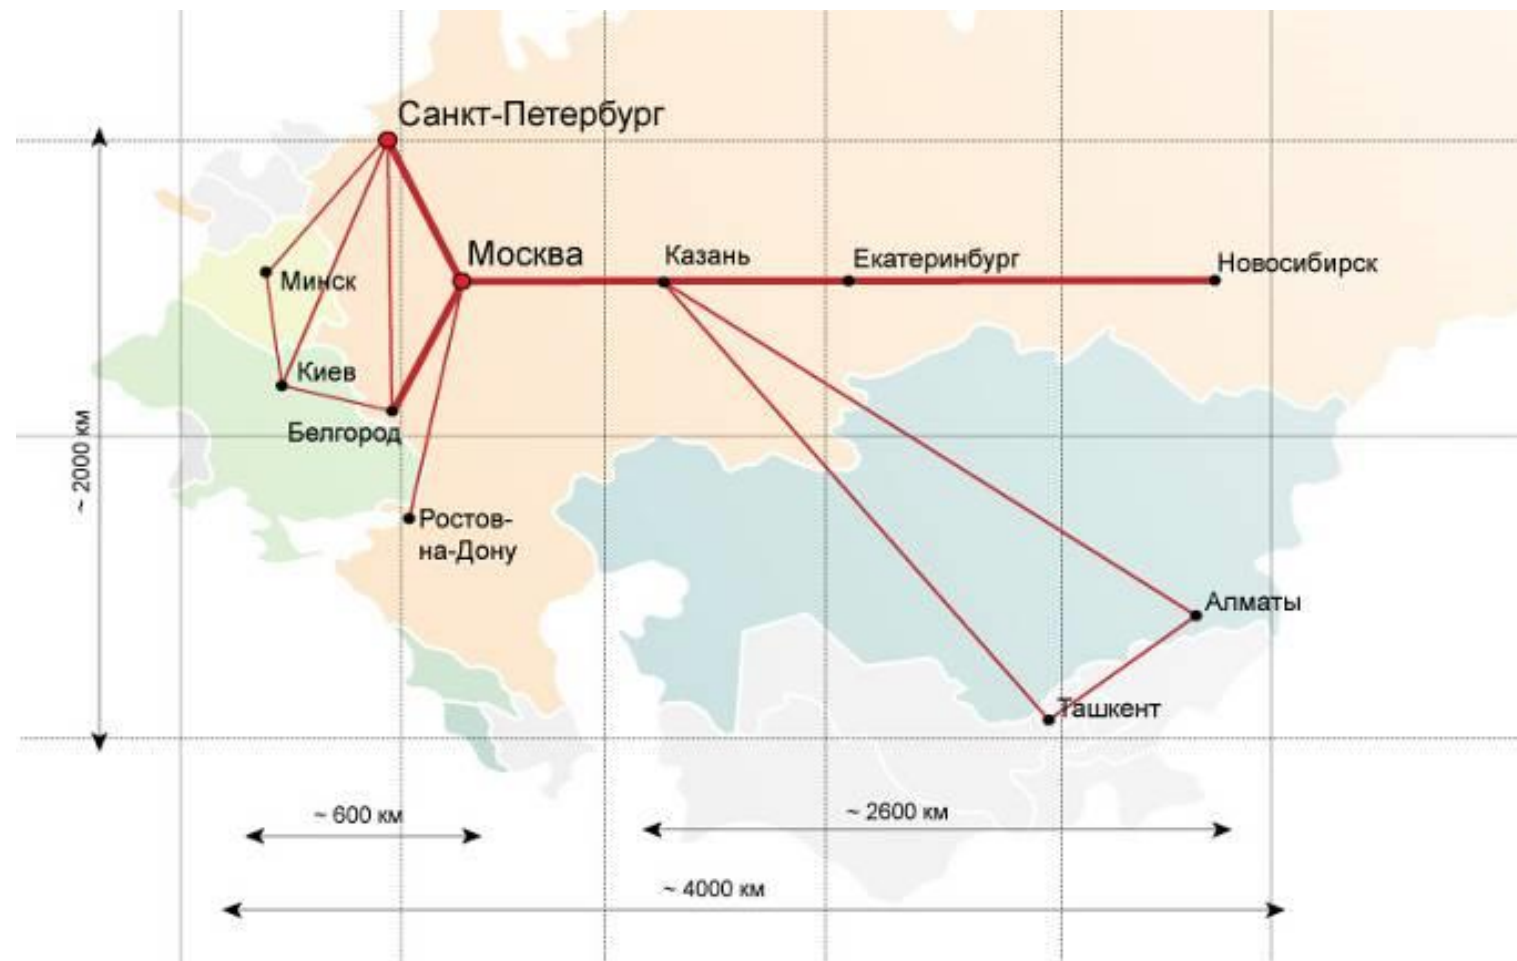 Санкт-Петербург
Москва
Казань
Екатеринбург
Новосибирск
Минск
Киев
Белгород
~ 2000 км
Ростов-
на-Дону
Алматы
Ташкент
~ 600 км
~ 2600 км
~ 4000 км